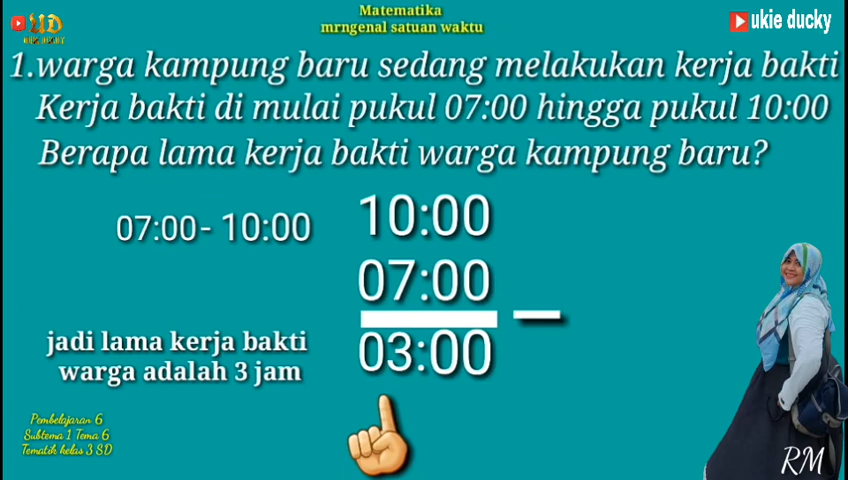 Matematika
mrngenal satuan waktu
UD
ukie ducky
1.warga kampung baru sedang melakukan kerja bakti
Kerja bakti di mulai pukul 07:00 hingga pukul 10:00
Berapa lama kerja bakti warga kampung baru?
07:00- 10:00
10:00
07:00
03:00
jadi lama kerja bakti
warga adalah 3 jam
Pembelajaran 6
Subtema 1 Tema 6
Tematik kelas 3 SD
RM